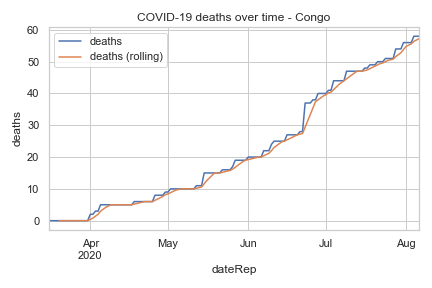 COVID-19 deaths over time - Congo
deaths
deaths (rolling)
60
50
40
30
20
10
0
deaths
Apr May Jun Jul Aug
2020
dateRep